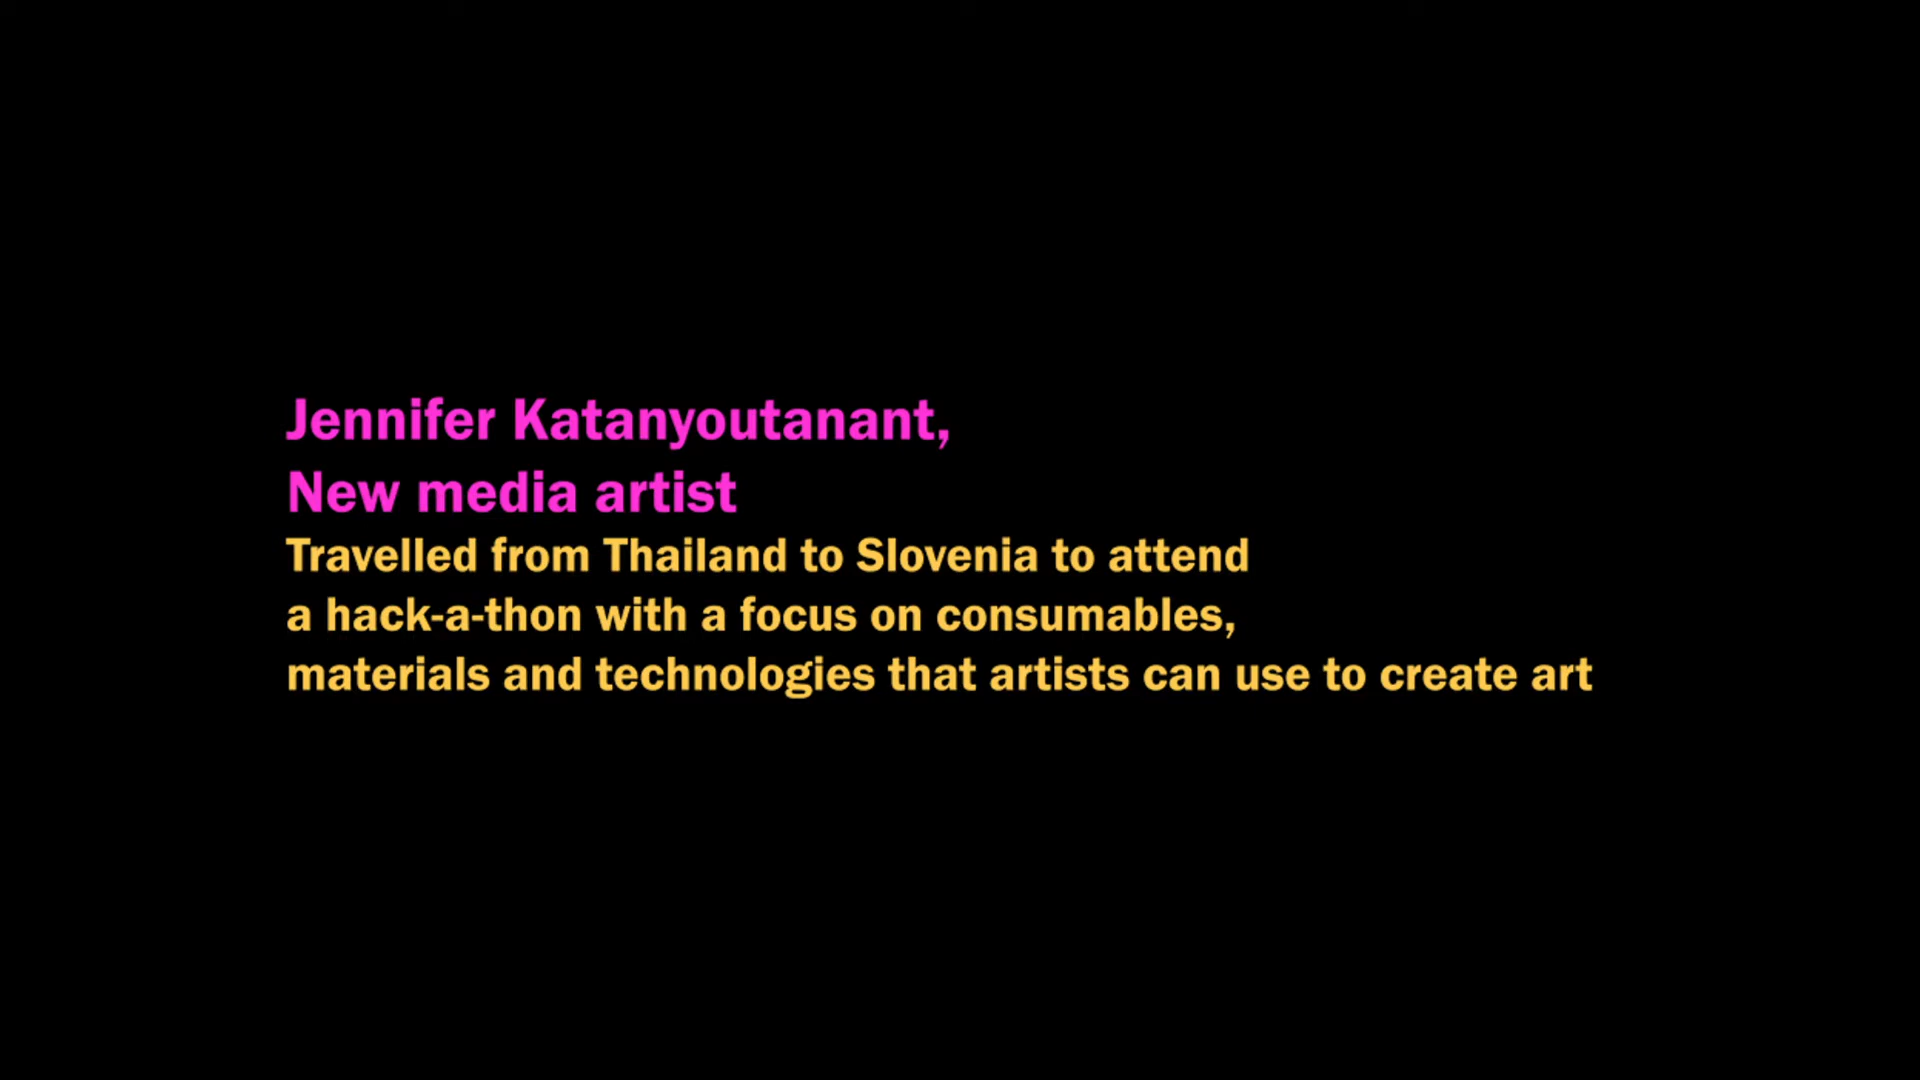 Jennifer Katanyoutanant,
New media artist
Travelled from Thailand to Slovenia to attend
a hack-a-thon with a focus on consumables,
materials and technologies that artists can use to create art